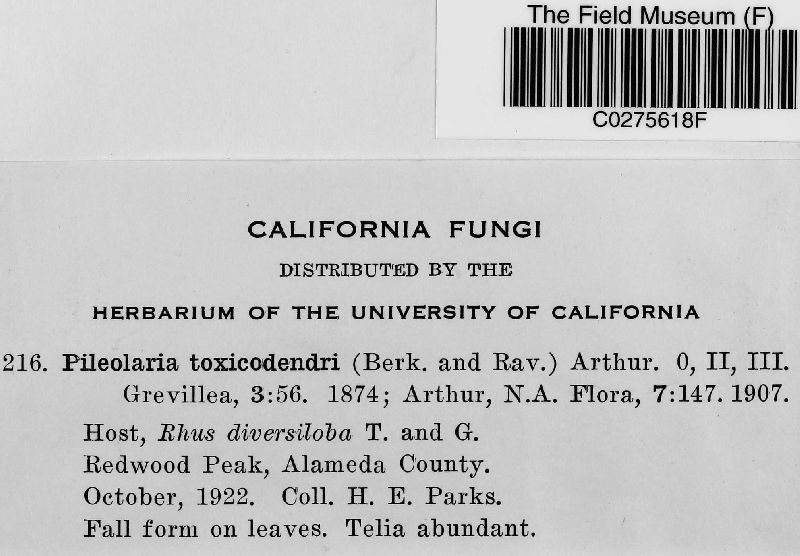 The Field Museum (F)
C0275618F
CALIFORNIA FUNGI
DISTRIBUTED BY THE
HERBARIUM OF THE UNIVERSITY OF CALIFORNIA
216. Pileolaria toxicodendri (Berk. and Rav.) Arthur. 0, II, III.
Grevillea, 3:56. 1874; Arthur, N.A. Flora, 7:147. 1907.
Host, Rhus diversiloba T. and G.
Redwood Peak, Alameda County.
October, 1922. Coll. H. E. Parks.
Fall form on leaves. Telia abundant.